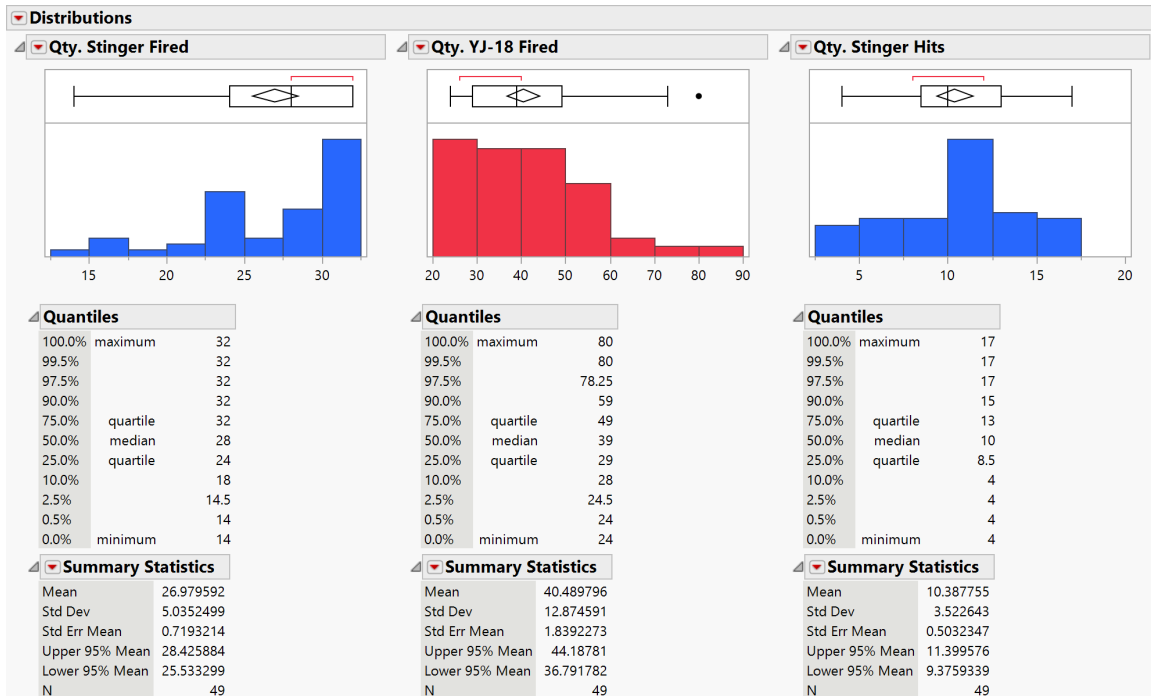 Distributions
Qty. Stinger Fired
15 20 25 30
Quantiles
100.0% maximum 32
99.5% 32
97.5% 32
90.0% 32
75.0% quartile 32
50.0% median 28
25.0% quartile 24
10.0% 18
2.5% 14.5
0.5% 14
0.0% minimum 14
Summary Statistics
Mean 26.979592
Std Dev 5.0352499
Std Err Mean 0.7193214
Upper 95% Mean 28.425884
Lower 95% Mean 25.533299
N 49
Qty. YJ-18 Fired
20 30 40 50 60 70 80 90
Quantiles
100.0% maximum 80
99.5% 80
97.5% 78.25
90.0% 59
75.0% quartile 49
50.0% median 39
25.0% quartile 29
10.0% 28
2.5% 24.5
0.5% 24
0.0% minimum 24
Summary Statistics
Mean 40.489796
Std Dev 12.874591
Std Err Mean 1.8392273
Upper 95% Mean 44.18781
Lower 95% Mean 36.791782
N 49
Qty. Stinger Hits
5 10 15 20
Quantiles
100.0% maximum 17
99.5% 17
97.5% 17
90.0% 15
75.0% quartile 13
50.0% median 10
25.0% quartile 8.5
10.0% 4
2.5% 4
0.5% 4
0.0% minimum 4
Summary Statistics
Mean 10.387755
Std Dev 3.522643
Std Err Mean 0.5032347
Upper 95% Mean 11.399576
Lower 95% Mean 9.3759339
N 49